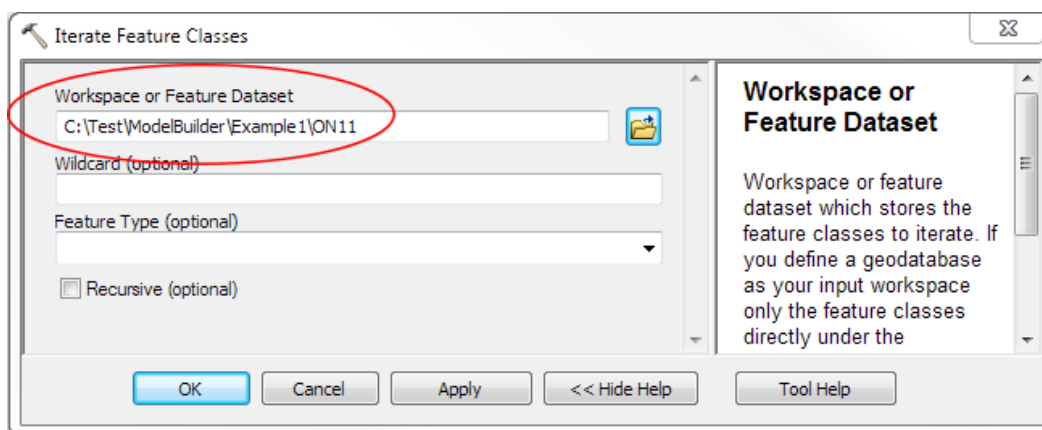 Iterate Feature Classes
Workspace or Feature Dataset
C:\Test\ModelBuilder\Example1\ON11
Wildcard (optional)
Feature Type (optional)
Recursive (optional)
OK
Cancel
Apply
<< Hide Help
Workspace or
Feature Dataset
Workspace or feature
dataset which stores the
feature classes to iterate. If
you define a geodatabase
as your input workspace
only the feature classes
directly under the
Tool Help